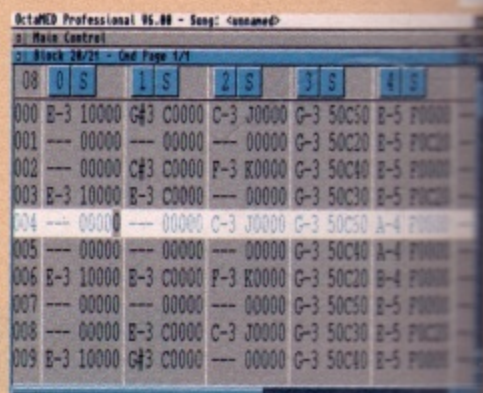 OctaMED Professional V6.00 - Song: <unnamed>
Main Control
Block 20/21 - Cmd Page 1/1
08 0 S 1 S 2 S 3 S 4 S
000 E-3 10000 G#3 C0000 C-3 J0000 G-3 50C50 E-5
001 --- 00000 --- 00000 --- 00000 G-3 50C20 E-5
002 --- 00000 C#3 C0000 F-3 K0000 G-3 50C40 E-5
003 E-3 10000 E-3 C0000 --- 00000 G-3 50C30 E-5
004 --- 00000 --- 00000 C-3 J0000 G-3 50C50 A-4
005 --- 00000 --- 00000 --- 00000 G-3 50C40 A-4
006 E-3 10000 E-3 C0000 F-3 K0000 G-3 50C20 B-4
007 --- 00000 --- 00000 --- 00000 G-3 50C50 E-5
008 --- 00000 E-3 C0000 C-3 J0000 G-3 50C30 E-5
009 E-3 10000 G#3 C0000 --- 00000 G-3 50C40 E-5